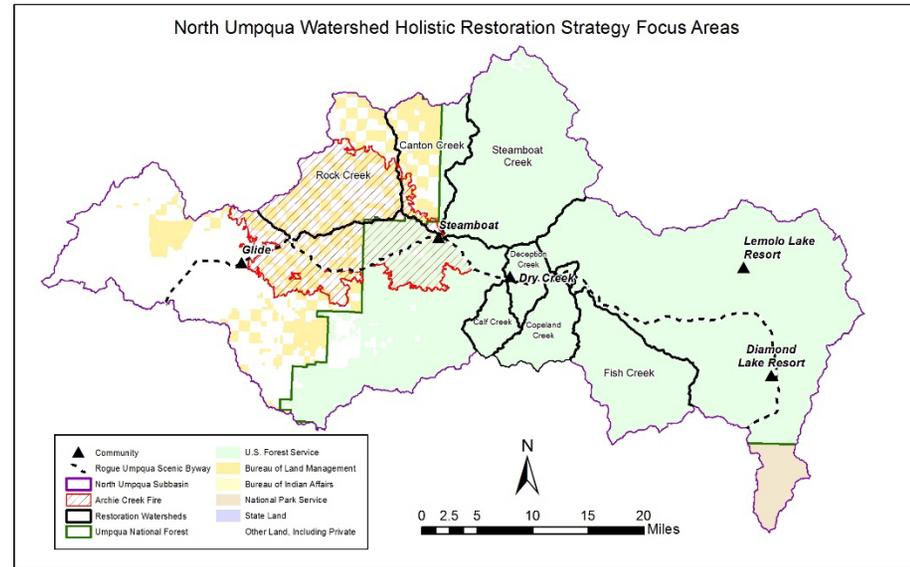 North Umpqua Watershed Holistic Restoration Strategy Focus Areas
Canton Creek
Steamboat
Creek
Rock Creek
Steamboat
Glide
Lemolo Lake
Resort
Deception
Creek
Dry Creek
Calf Creek
Copeland
Creek
Diamond
Lake Resort
Fish Creek
Community
Rogue Umpqua Scenic Byway
North Umpqua Subbasin
Archie Creek Fire
Restoration Watersheds
Umpqua National Forest
U.S. Forest Service
Bureau of Land Management
Bureau of Indian Affairs
National Park Service
State Land
Other Land, Including Private
N
0 2.5 5 10 15 20
Miles